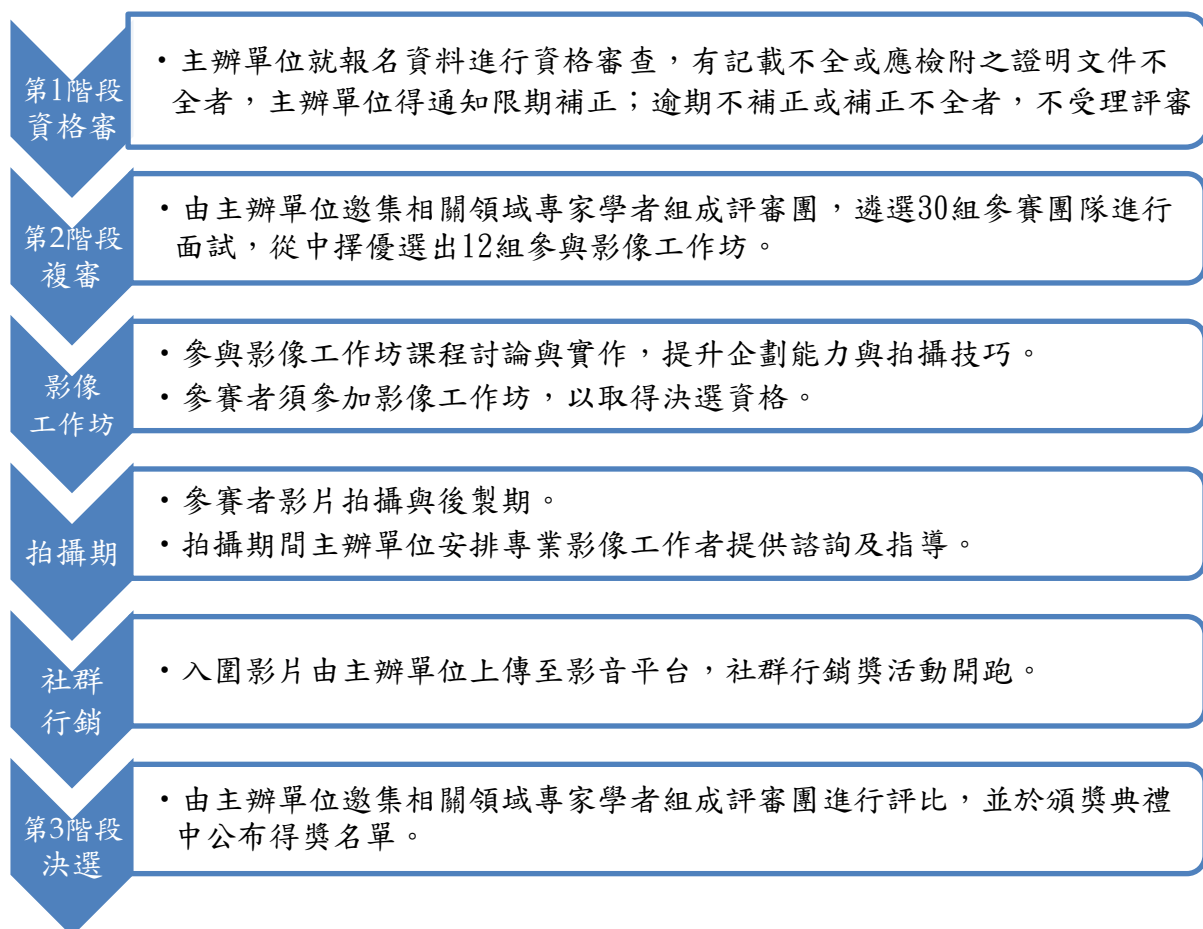 第1階段
資格審
・主辦單位就報名資料進行資格審查，有記載不全或應檢附之證明文件不
全者，主辦單位得通知限期補正；逾期不補正或補正不全者，不受理評審
第2階段
複審
・由主辦單位邀集相關領域專家學者組成評審團，遴選30組參賽團隊進行
面試，從中擇優選出12組參與影像工作坊。
影像
工作坊
・參與影像工作坊課程討論與實作，提升企劃能力與拍攝技巧。
・參賽者須參加影像工作坊，以取得決選資格。
拍攝期
・參賽者影片拍攝與後製期。
・拍攝期間主辦單位安排專業影像工作者提供諮詢及指導。
社群
行銷
・入圍影片由主辦單位上傳至影音平台，社群行銷獎活動開跑。
第3階段
決選
・由主辦單位邀集相關領域專家學者組成評審團進行評比，並於頒獎典禮
中公布得獎名單。